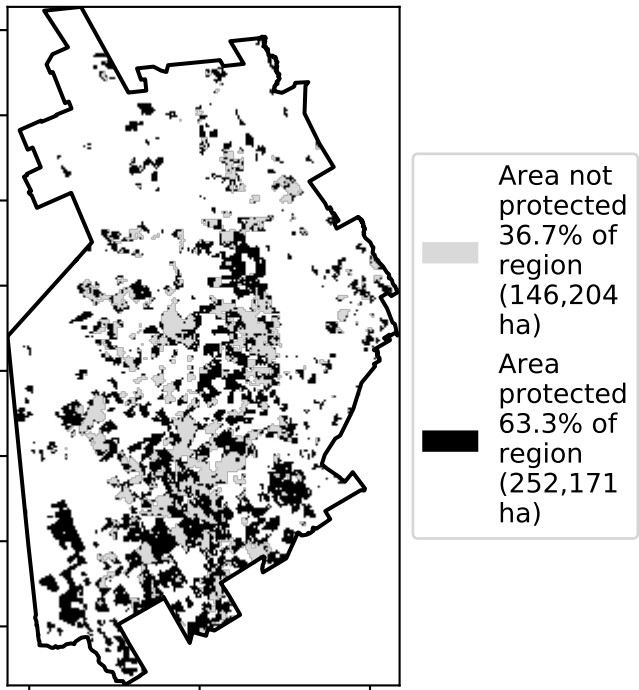 Area not
protected
36.7% of
region
(146,204
ha)
Area
protected
63.3% of
region
(252,171
ha)